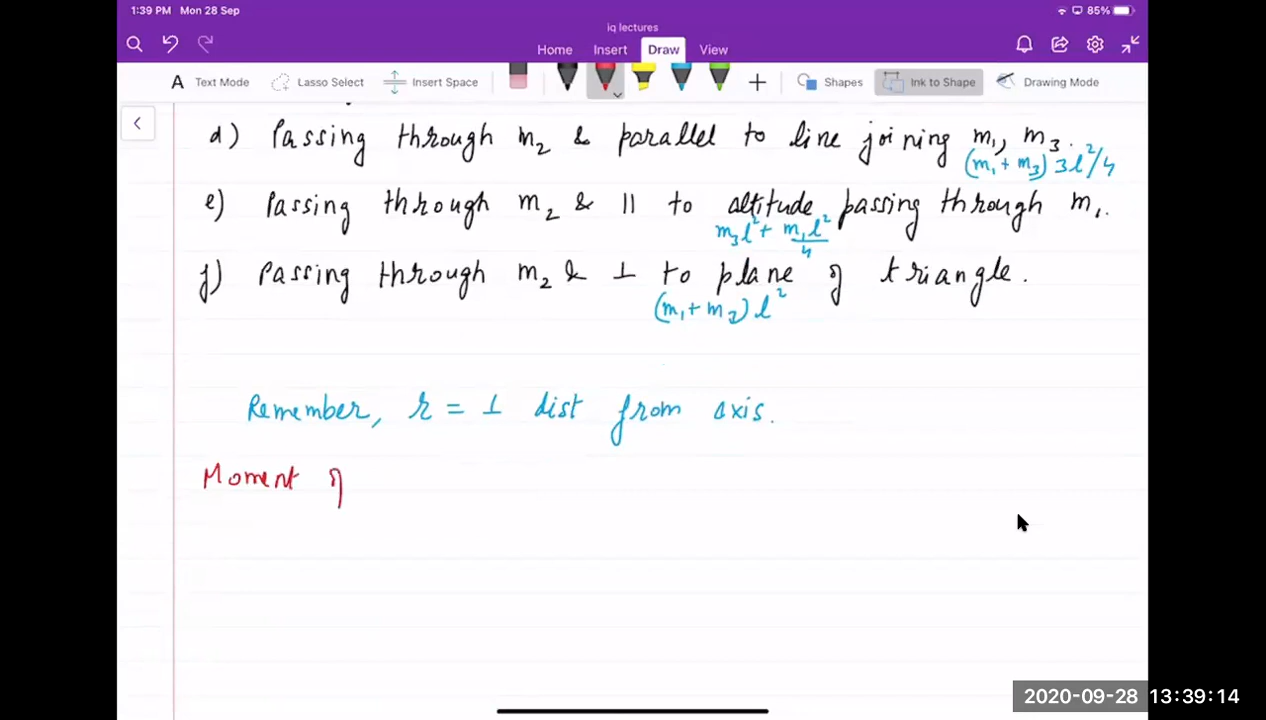 1:39 PM Mon 28 Sep
85%
iq lectures
Home Insert Draw View
A Text Mode Lasso Select Insert Space + Shapes Ink to Shape Drawing Mode
d) Passing through m₂ & parallel to line joining m₁, m₃.
(m₁ + m₃) 3l²/4
e) Passing through m₂ & || to altitude passing through m₁.
m₃l² + m₁l²/4
f) Passing through m₂ & ⊥ to plane of triangle.
(m₁ + m₃) l²
Remember, r = ⊥ dist from axis.
Moment of
2020-09-28 13:39:14